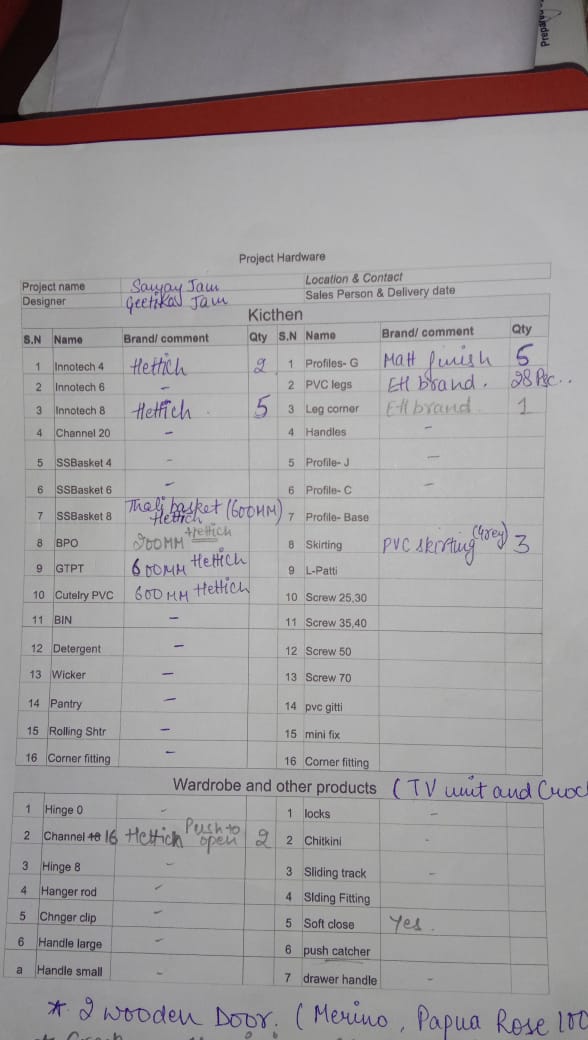 Prepar
Project Hardware
Project name Sanjay Jain Location & Contact
Designer Geetika Jain Sales Person & Delivery date
Kicthen
S.N Name Brand/ comment Qty S.N Name Brand/ comment Qty
1 Innotech 4 Hettich 2 1 Profiles- G Matt finish 5
2 Innotech 6 - 2 PVC legs EH brand. 28 Psc..
3 Innotech 8 Hettich. 5 3 Leg corner EH brand 1
4 Channel 20 - 4 Handles -
5 SSBasket 4 - 5 Profile- J -
6 SSBasket 6 - 6 Profile- C -
7 SSBasket 8 Thali basket (600MM) Hettich 7 Profile- Base
8 BPO 200MM Hettich 8 Skirting PVC skirting (Grey) 3
9 GTPT 600MM Hettich 9 L-Patti
10 Cutelry PVC 600 MM Hettich 10 Screw 25,30
11 BIN - 11 Screw 35,40
12 Detergent - 12 Screw 50
13 Wicker - 13 Screw 70
14 Pantry - 14 pvc gitti
15 Rolling Shtr - 15 mini fix
16 Corner fitting - 16 Corner fitting
Wardrobe and other products (TV unit and Croc
1 Hinge 0 - 1 locks -
2 Channel 18 16 Hettich Push to open 2 2 Chitkini -
3 Hinge 8 - 3 Sliding track -
4 Hanger rod - 4 Slding Fitting
5 Chnger clip - 5 Soft close Yes.
6 Handle large - 6 push catcher
a Handle small - 7 drawer handle -
* 2 wooden Door. (Merino, Papua Rose 100